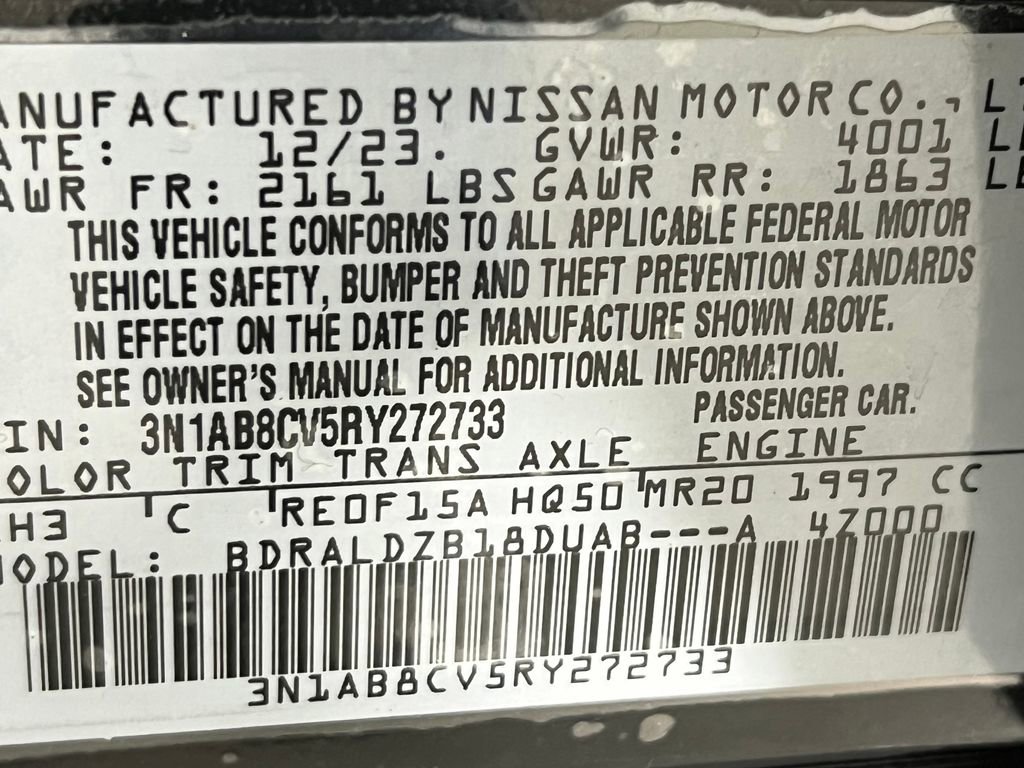 ANUFACTURED BY NISSAN MOTOR CO., LT
ATE: 12/23. GVWR: 4001 LB
AWR FR: 2161 LBS GAWR RR: 1863 LB
THIS VEHICLE CONFORMS TO ALL APPLICABLE FEDERAL MOTOR
VEHICLE SAFETY, BUMPER AND THEFT PREVENTION STANDARDS
IN EFFECT ON THE DATE OF MANUFACTURE SHOWN ABOVE.
SEE OWNER'S MANUAL FOR ADDITIONAL INFORMATION.
IN: 3N1AB8CV5RY272733 PASSENGER CAR.
OLOR TRIM TRANS AXLE ENGINE
H3 C RE0F15A HQ50 MR20 1997 CC
ODEL: BDRALDZB18DUAB---A 4Z000
3N1AB8CV5RY272733